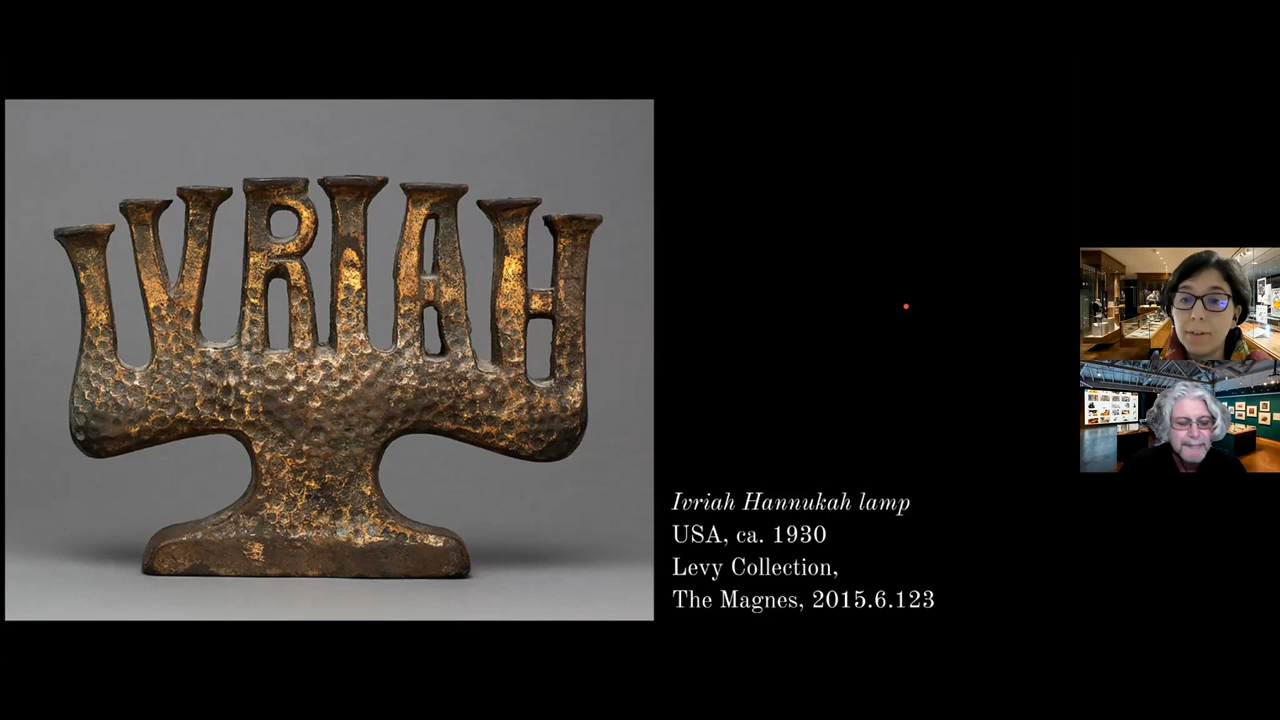 IVRIAH
Ivriah Hannukah lamp
USA, ca. 1930
Levy Collection,
The Magnes, 2015.6.123